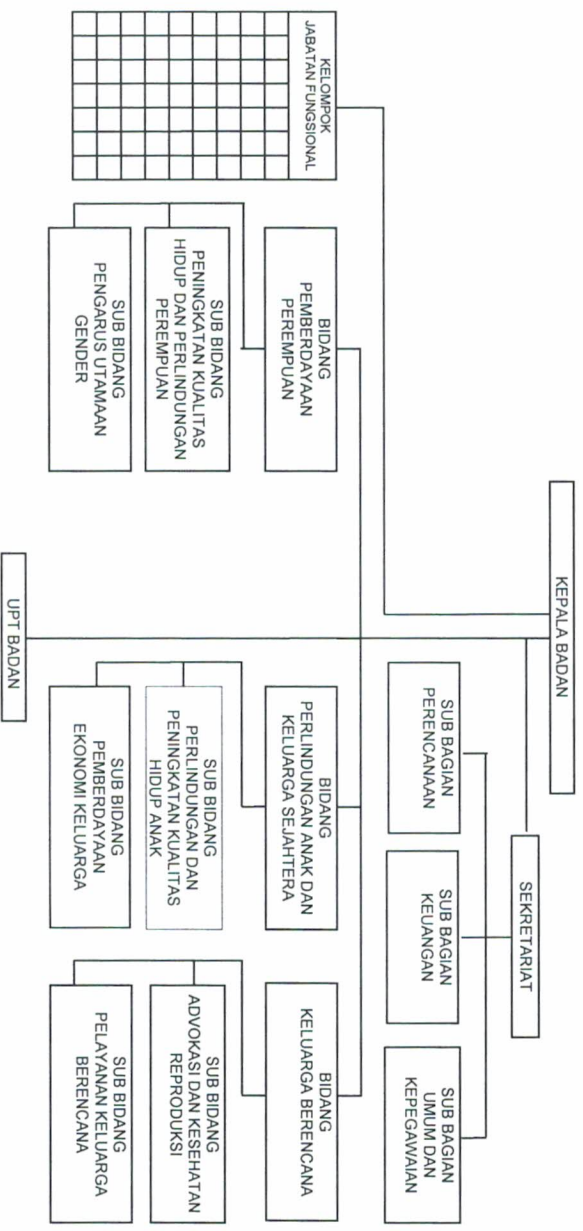 KEPALA BADAN
SEKRETARIAT
SUB BAGIAN
PERENCANAAN
SUB BAGIAN
KEUANGAN
SUB BAGIAN
UMUM DAN
KEPEGAWAIAN
KELOMPOK
JABATAN FUNGSIONAL
BIDANG
PEMBERDAYAAN
PEREMPUAN
SUB BIDANG
PENINGKATAN KUALITAS
HIDUP DAN PERLINDUNGAN
PEREMPUAN
SUB BIDANG
PENGARUS UTAMAAN
GENDER
BIDANG
PERLINDUNGAN ANAK DAN
KELUARGA SEJAHTERA
SUB BIDANG
PERLINDUNGAN DAN
PENINGKATAN KUALITAS
HIDUP ANAK
SUB BIDANG
PEMBERDAYAAN
EKONOMI KELUARGA
BIDANG
KELUARGA BERENCANA
SUB BIDANG
ADVOKASI DAN KESEHATAN
REPRODUKSI
SUB BIDANG
PELAYANAN KELUARGA
BERENCANA
UPT BADAN